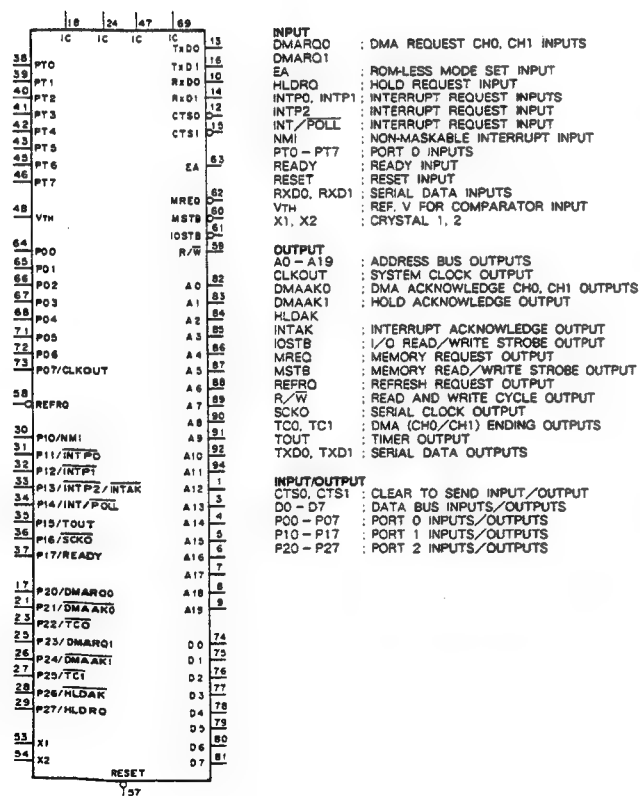 18 24 47 69
IC IC IC IC
38 PT0
39 PT1
40 PT2
41 PT3
42 PT4
43 PT5
45 PT6
46 PT7
48 VTH
64 P00
65 P01
66 P02
67 P03
68 P04
71 P05
72 P06
73 P07/CLKOUT
58 REFRQ
30 P10/NMI
31 P11/INTP0
32 P12/INTP1
33 P13/INTP2/INTAK
34 P14/INT/POLL
35 P15/TOUT
36 P16/SCKO
37 P17/READY
17 P20/DMARQ0
21 P21/DMAAK0
23 P22/TC0
25 P23/DMARQ1
26 P24/DMAAK1
27 P25/TC1
28 P26/HLDAK
29 P27/HLDRQ
53 X1
54 X2
TxD0 13
TxD1 16
RxD0 10
RxD1 14
CTS0 12
CTS1 15
EA 63
MREQ 62
MSTB 60
IOSTB 61
R/W 59
A0 82
A1 83
A2 84
A3 85
A4 86
A5 87
A6 88
A7 89
A8 90
A9 91
A10 92
A11 94
A12 1
A13 3
A14 4
A15 5
A16 6
A17 7
A18 8
A19 9
D0 74
D1 75
D2 76
D3 77
D4 78
D5 79
D6 80
D7 81
RESET
57
INPUT
DMARQ0 : DMA REQUEST CH0, CH1 INPUTS
DMARQ1
EA : ROM-LESS MODE SET INPUT
HLDRQ : HOLD REQUEST INPUT
INTP0, INTP1 : INTERRUPT REQUEST INPUTS
INTP2 : INTERRUPT REQUEST INPUT
INT/POLL : INTERRUPT REQUEST INPUT
NMI : NON-MASKABLE INTERRUPT INPUT
PT0 – PT7 : PORT 0 INPUTS
READY : READY INPUT
RESET : RESET INPUT
RXD0, RXD1 : SERIAL DATA INPUTS
VTH : REF. V FOR COMPARATOR INPUT
X1, X2 : CRYSTAL 1, 2
OUTPUT
A0 – A19 : ADDRESS BUS OUTPUTS
CLKOUT : SYSTEM CLOCK OUTPUT
DMAAK0 : DMA ACKNOWLEDGE CH0, CH1 OUTPUTS
DMAAK1 : HOLD ACKNOWLEDGE OUTPUT
HLDAK
INTAK : INTERRUPT ACKNOWLEDGE OUTPUT
IOSTB : I/O READ/WRITE STROBE OUTPUT
MREQ : MEMORY REQUEST OUTPUT
MSTB : MEMORY READ/WRITE STROBE OUTPUT
REFRQ : REFRESH REQUEST OUTPUT
R/W : READ AND WRITE CYCLE OUTPUT
SCKO : SERIAL CLOCK OUTPUT
TC0, TC1 : DMA (CH0/CH1) ENDING OUTPUTS
TOUT : TIMER OUTPUT
TXD0, TXD1 : SERIAL DATA OUTPUTS
INPUT/OUTPUT
CTS0, CTS1 : CLEAR TO SEND INPUT/OUTPUT
D0 – D7 : DATA BUS INPUTS/OUTPUTS
P00 – P07 : PORT 0 INPUTS/OUTPUTS
P10 – P17 : PORT 1 INPUTS/OUTPUTS
P20 – P27 : PORT 2 INPUTS/OUTPUTS